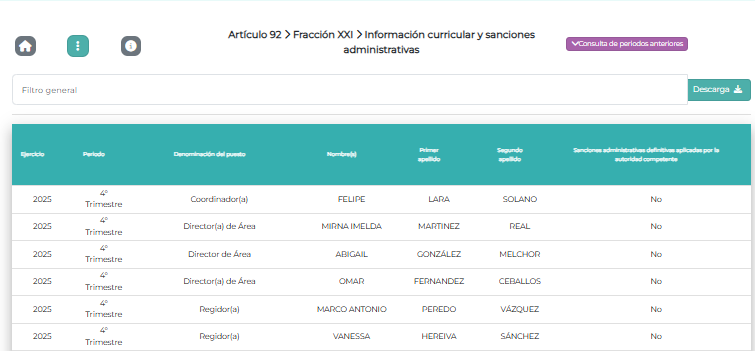 Artículo 92 > Fracción XXI > Información curricular y sanciones
administrativas
Consulta de periodos anteriores
Filtro general
Descarga
Ejercicio Periodo Denominación del puesto Nombre(s) Primer apellido Segundo apellido Sanciones administrativas definitivas aplicadas por la autoridad competente
2025 4° Trimestre Coordinador(a) FELIPE LARA SOLANO No
2025 4° Trimestre Director(a) de Área MIRNA IMELDA MARTINEZ REAL No
2025 4° Trimestre Director de Área ABIGAIL GONZÁLEZ MELCHOR No
2025 4° Trimestre Director(a) de Área OMAR FERNANDEZ CEBALLOS No
2025 4° Trimestre Regidor(a) MARCO ANTONIO PEREDO VÁZQUEZ No
2025 4° Trimestre Regidor(a) VANESSA HEREIVA SÁNCHEZ No